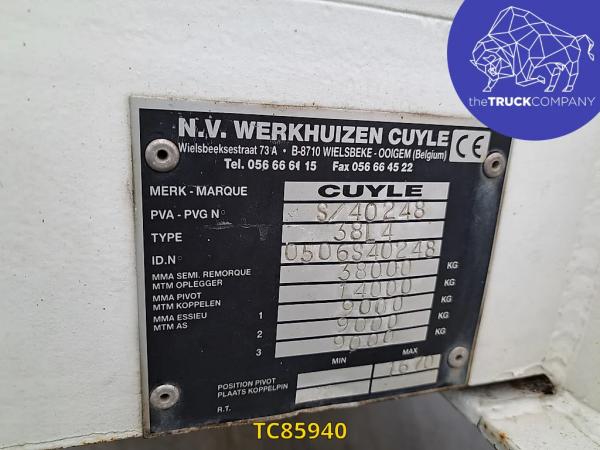 theTRUCKCOMPANY
N.V. WERKHUIZEN CUYLE
Wielsbeeksestraat 73 A • B-8710 WIELSBEKE - OOIGEM (Belgium)
Tel. 056 66 61 15 Fax 056 66 45 22
CE
MERK - MARQUE CUYLE
PVA - PVG N° S/40248
TYPE 38L4
ID.N° 0506S40248
MMA SEMI. REMORQUE
MTM OPLEGGER 38000 KG
MMA PIVOT
MTM KOPPELEN 14000 KG
MMA ESSIEU 1 9000 KG
MTM AS
2 9000 KG
3 9000 KG
MIN MAX
POSITION PIVOT
PLAATS KOPPELPIN 1670
R.T.
TC85940